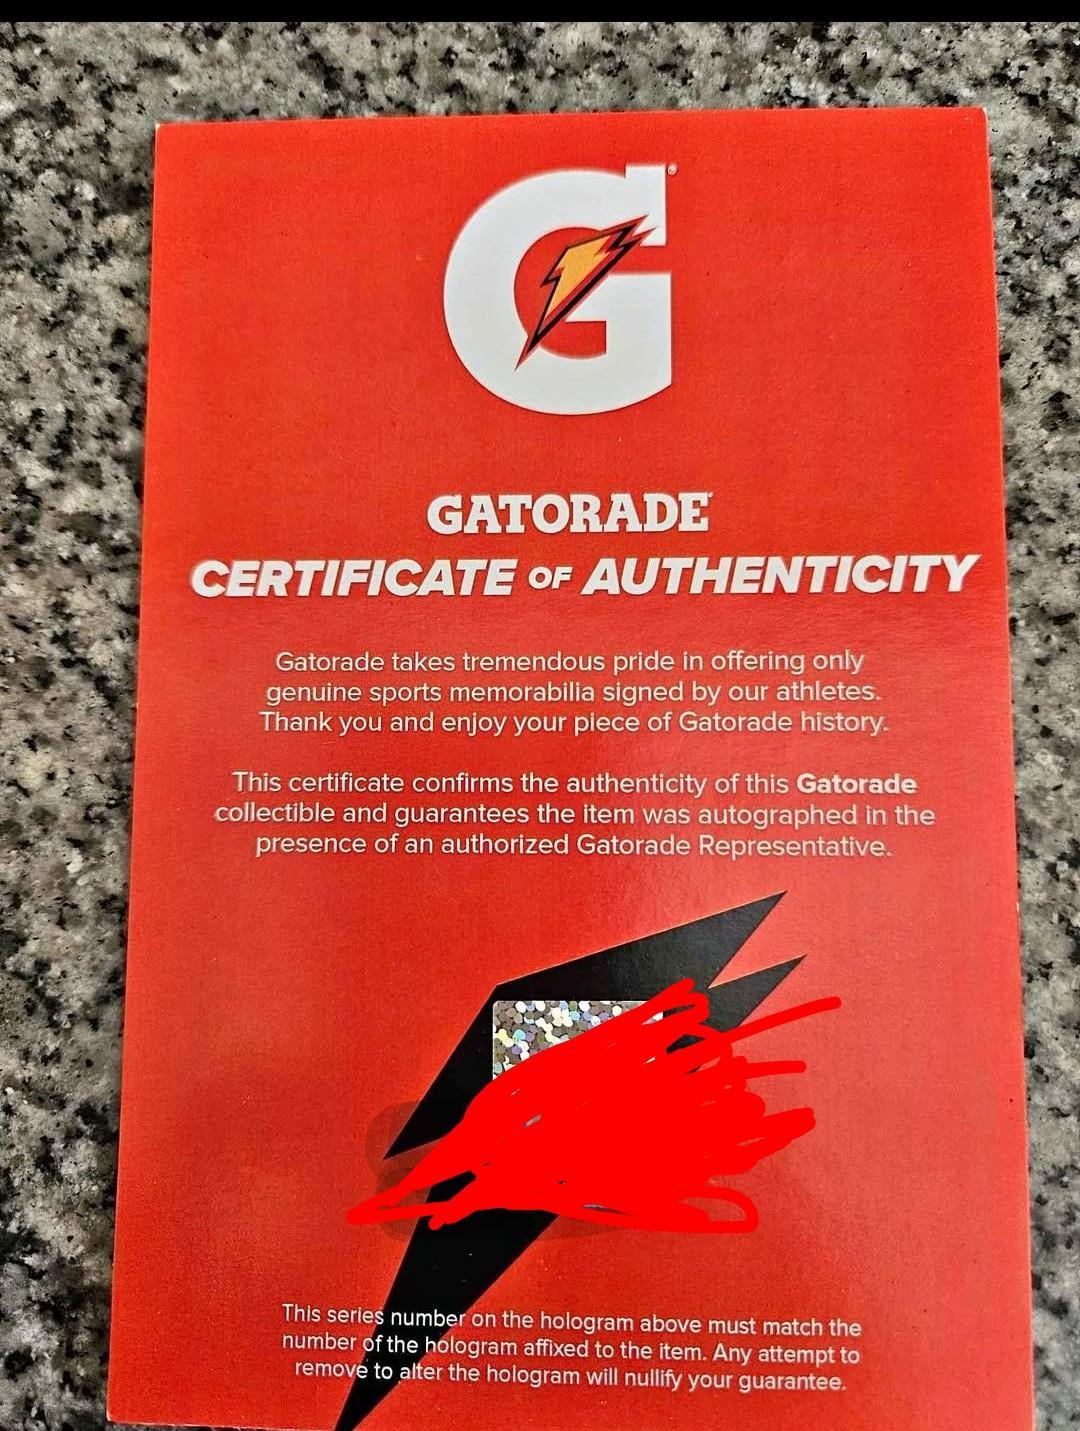 G®
GATORADE
CERTIFICATE OF AUTHENTICITY
Gatorade takes tremendous pride in offering only
genuine sports memorabilia signed by our athletes.
Thank you and enjoy your piece of Gatorade history.
This certificate confirms the authenticity of this Gatorade
collectible and guarantees the item was autographed in the
presence of an authorized Gatorade Representative.
This series number on the hologram above must match the
number of the hologram affixed to the item. Any attempt to
remove to alter the hologram will nullify your guarantee.